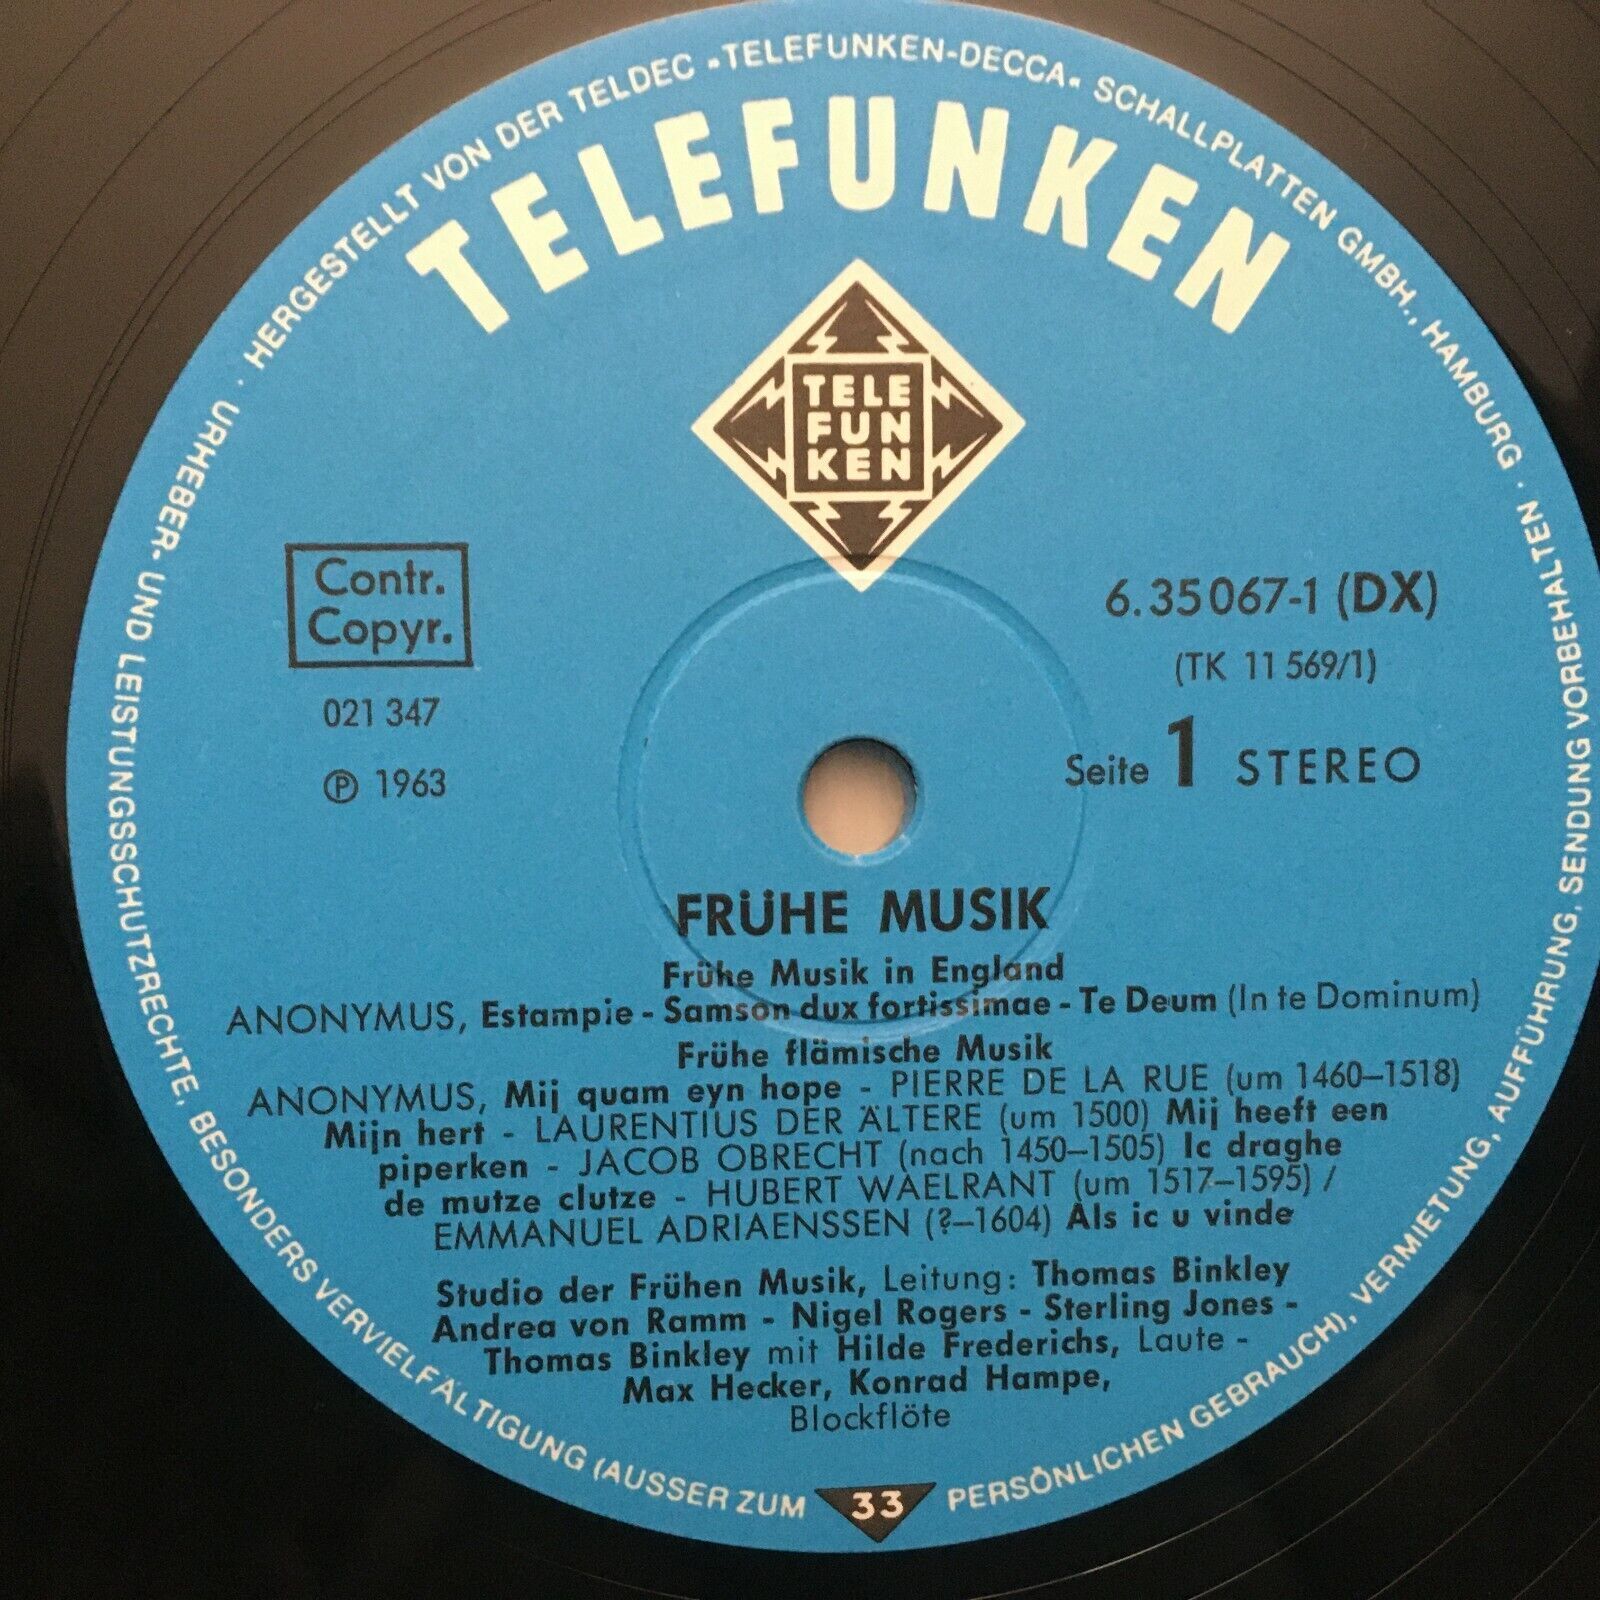 HERGESTELLT VON DER TELDEC »TELEFUNKEN-DECCA« SCHALLPLATTEN GMBH., HAMBURG · URHEBER- UND LEISTUNGSSCHUTZRECHTE, BESONDERS VERVIELFÄLTIGUNG (AUSSER ZUM PERSÖNLICHEN GEBRAUCH), VERMIETUNG, AUFFÜHRUNG, SENDUNG VORBEHALTEN ·
TELEFUNKEN
TELE
FUN
KEN
Contr.
Copyr.
021 347
℗ 1963
6.35067-1 (DX)
(TK 11 569/1)
Seite 1 STEREO
FRÜHE MUSIK
Frühe Musik in England
ANONYMUS, Estampie - Samson dux fortissimae - Te Deum (In te Dominum)
Frühe flämische Musik
ANONYMUS, Mij quam eyn hope - PIERRE DE LA RUE (um 1460–1518)
Mijn hert - LAURENTIUS DER ÄLTERE (um 1500) Mij heeft een
piperken - JACOB OBRECHT (nach 1450–1505) Ic draghe
de mutze clutze - HUBERT WAELRANT (um 1517–1595) /
EMMANUEL ADRIAENSSEN (?–1604) Als ic u vinde
Studio der Frühen Musik, Leitung: Thomas Binkley
Andrea von Ramm - Nigel Rogers - Sterling Jones -
Thomas Binkley mit Hilde Frederichs, Laute -
Max Hecker, Konrad Hampe,
Blockflöte
33